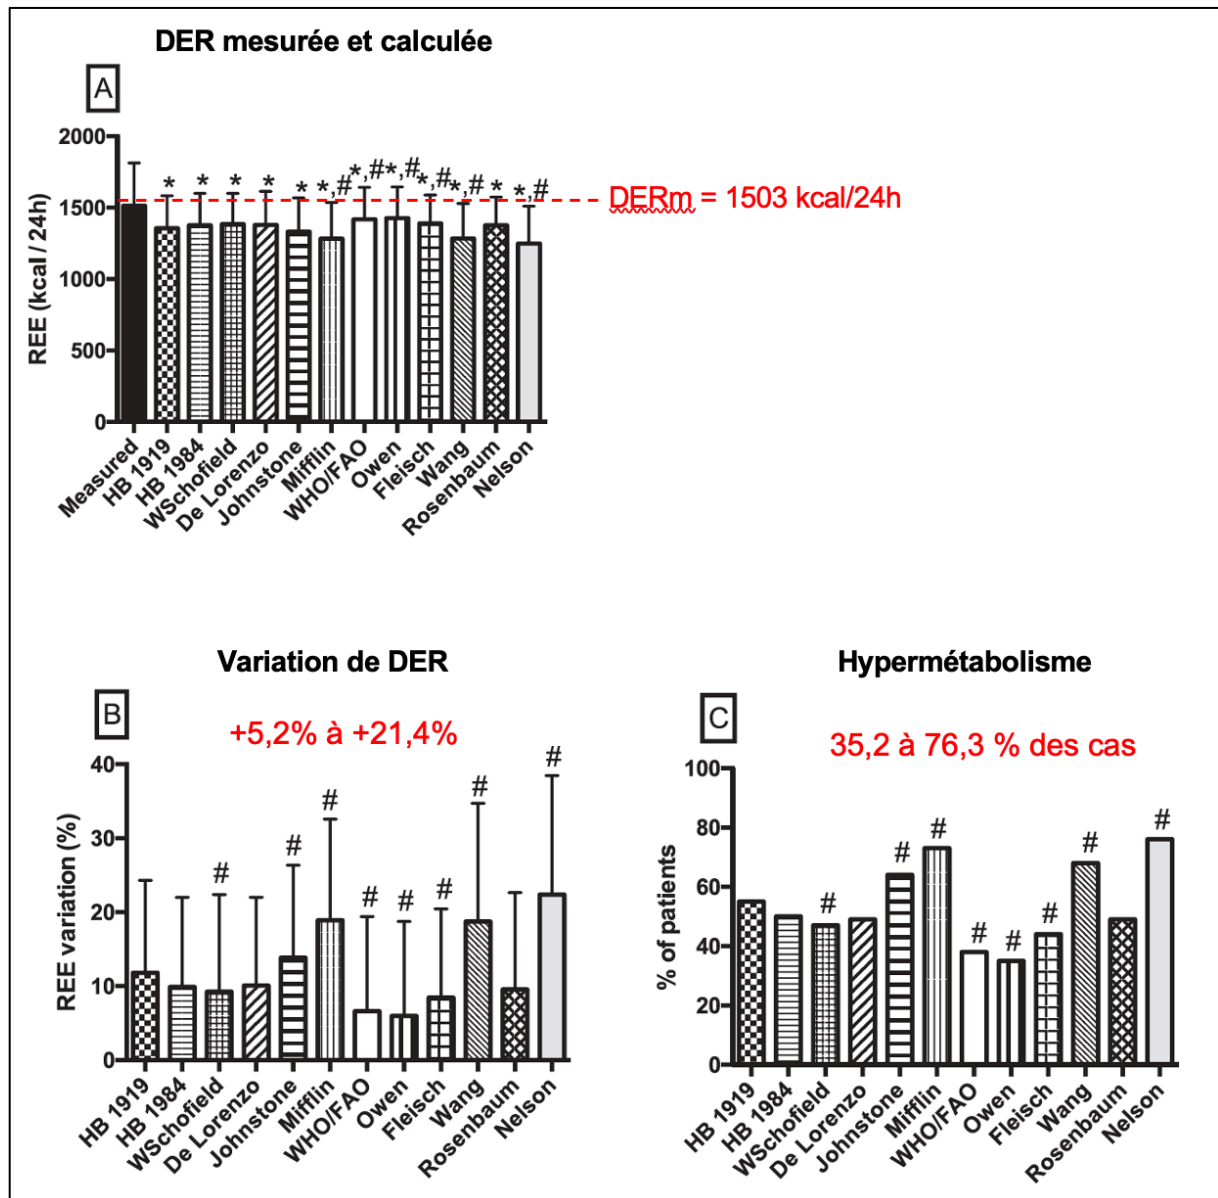 DER mesurée et calculée
A
2000
1500
1000
500
0
REE (kcal / 24h)
* * * * * *,# *,# *,# *,# *,# * *,#
DERm = 1503 kcal/24h
Measured
HB 1919
HB 1984
WSchofield
De Lorenzo
Johnstone
Mifflin
WHO/FAO
Owen
Fleisch
Wang
Rosenbaum
Nelson
Variation de DER
B
+5,2% à +21,4%
40
30
20
10
0
REE variation (%)
# # # # # # # #
HB 1919
HB 1984
WSchofield
De Lorenzo
Johnstone
Mifflin
WHO/FAO
Owen
Fleisch
Wang
Rosenbaum
Nelson
Hypermétabolisme
C
35,2 à 76,3 % des cas
100
80
60
40
20
0
% of patients
# # # # # # # #
HB 1919
HB 1984
WSchofield
De Lorenzo
Johnstone
Mifflin
WHO/FAO
Owen
Fleisch
Wang
Rosenbaum
Nelson